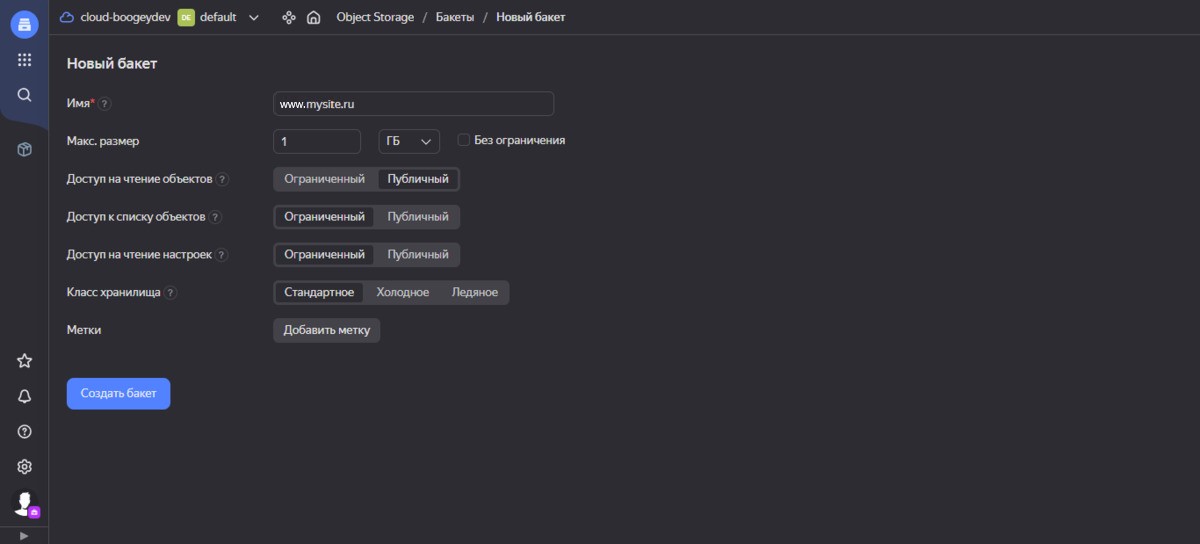 cloud-boogeydev DE default Object Storage / Бакеты / Новый бакет
Новый бакет
Имя* ? www.mysite.ru
Макс. размер 1 ГБ Без ограничения
Доступ на чтение объектов ? Ограниченный Публичный
Доступ к списку объектов ? Ограниченный Публичный
Доступ на чтение настроек ? Ограниченный Публичный
Класс хранилища ? Стандартное Холодное Ледяное
Метки Добавить метку
Создать бакет